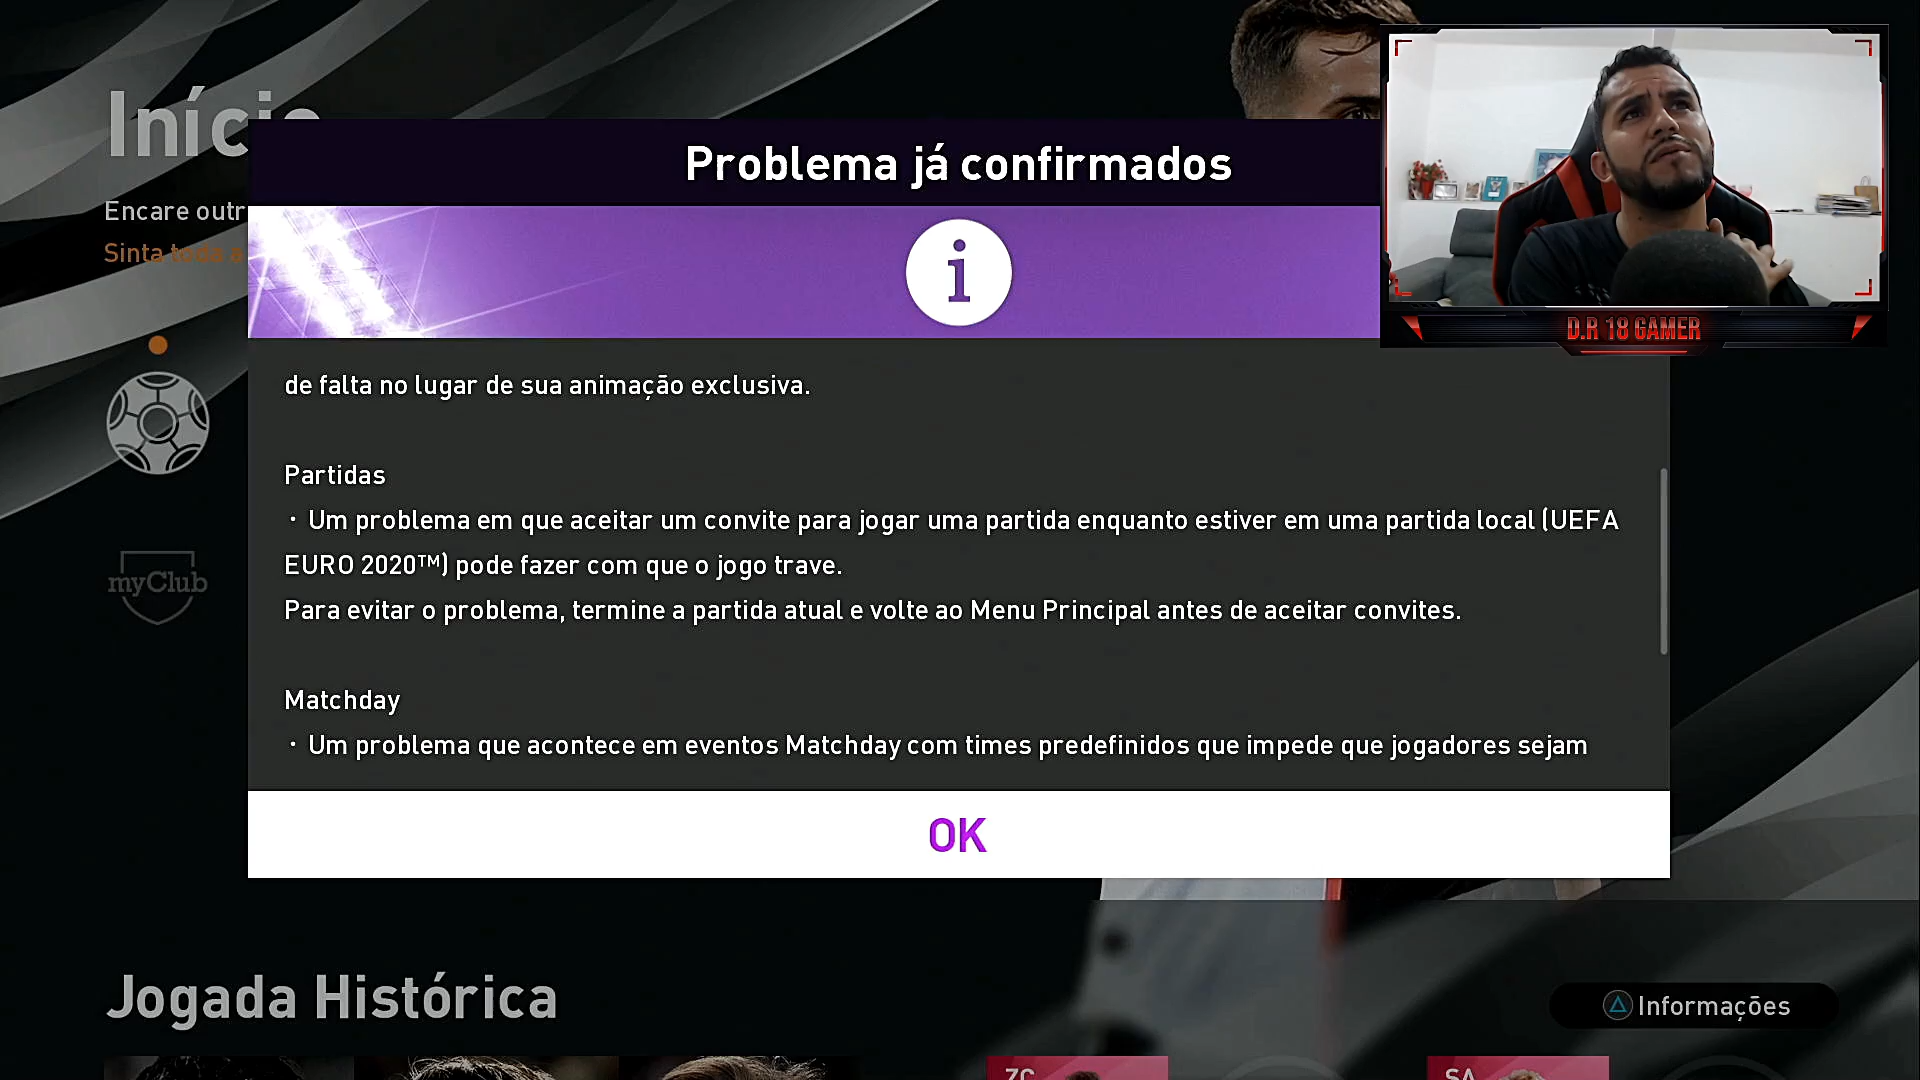 Início
Problema já confirmados
Encare outr
Sinta toda a
D.R 18 GAMER
de falta no lugar de sua animação exclusiva.
Partidas
・Um problema em que aceitar um convite para jogar uma partida enquanto estiver em uma partida local (UEFA
EURO 2020™) pode fazer com que o jogo trave.
Para evitar o problema, termine a partida atual e volte ao Menu Principal antes de aceitar convites.
myClub
Matchday
・Um problema que acontece em eventos Matchday com times predefinidos que impede que jogadores sejam
OK
Jogada Histórica
Informações
ZC
SA